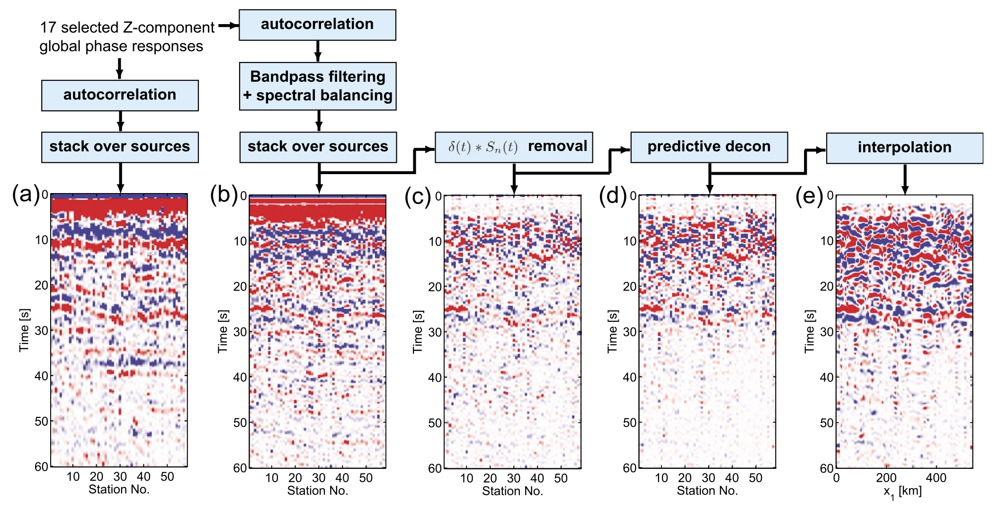 17 selected Z-component
global phase responses
autocorrelation
stack over sources
autocorrelation
Bandpass filtering
+ spectral balancing
stack over sources
δ(t) * Sₙ(t) removal
predictive decon
interpolation
(a)
0
10
20
30
40
50
60
Time [s]
10 20 30 40 50
Station No.
(b)
0
10
20
30
40
50
60
Time [s]
10 20 30 40 50
Station No.
(c)
0
10
20
30
40
50
60
Time [s]
10 20 30 40 50
Station No.
(d)
0
10
20
30
40
50
60
Time [s]
10 20 30 40 50
Station No.
(e)
0
10
20
30
40
50
60
Time [s]
0 200 400
x₁ [km]